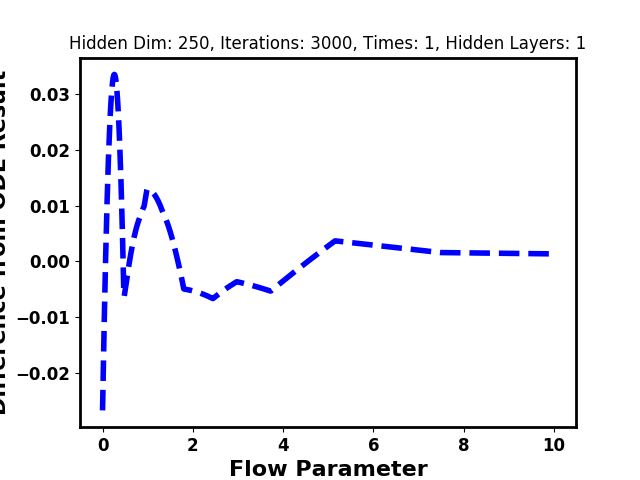 Hidden Dim: 250, Iterations: 3000, Times: 1, Hidden Layers: 1
Difference from ODE Result
0.03
0.02
0.01
0.00
−0.01
−0.02
0 2 4 6 8 10
Flow Parameter